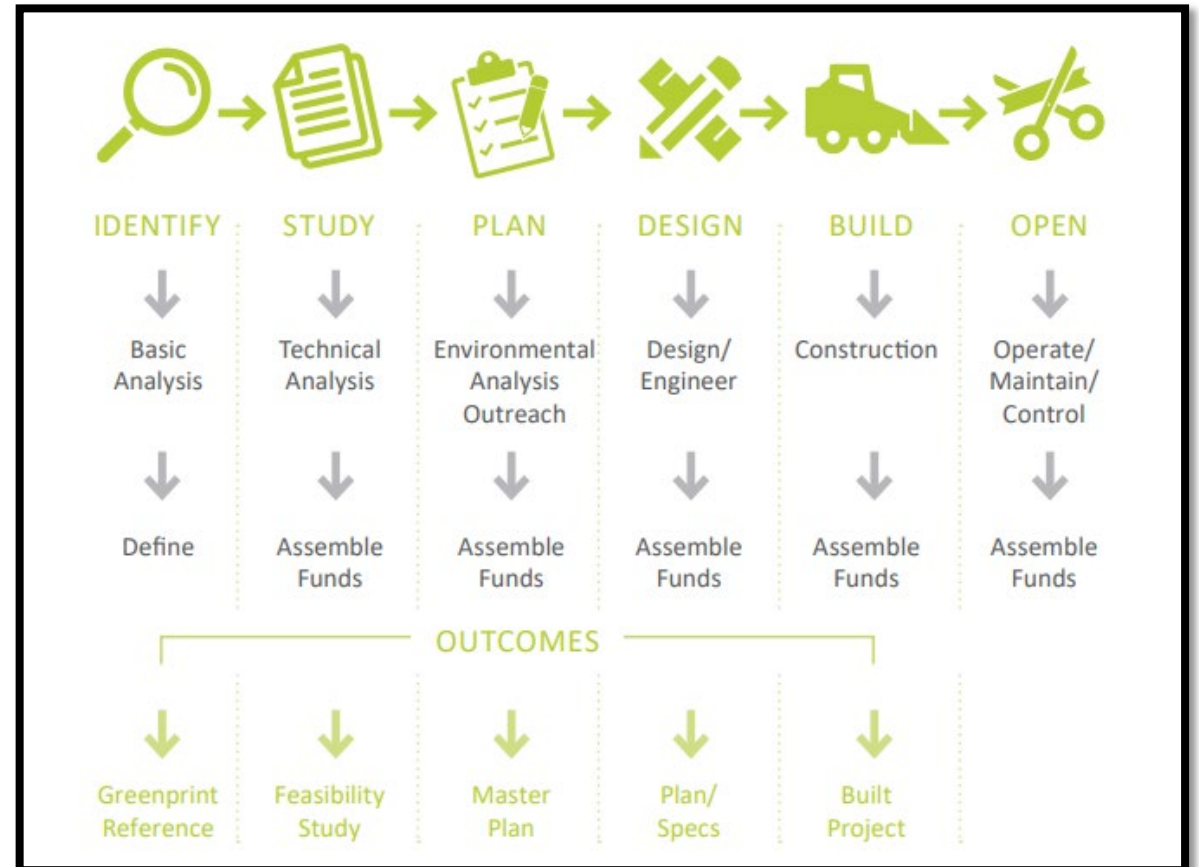 IDENTIFY
STUDY
PLAN
DESIGN
BUILD
OPEN
Basic
Analysis
Technical
Analysis
Environmental
Analysis
Outreach
Design/
Engineer
Construction
Operate/
Maintain/
Control
Define
Assemble
Funds
Assemble
Funds
Assemble
Funds
Assemble
Funds
Assemble
Funds
OUTCOMES
Greenprint
Reference
Feasibility
Study
Master
Plan
Plan/
Specs
Built
Project